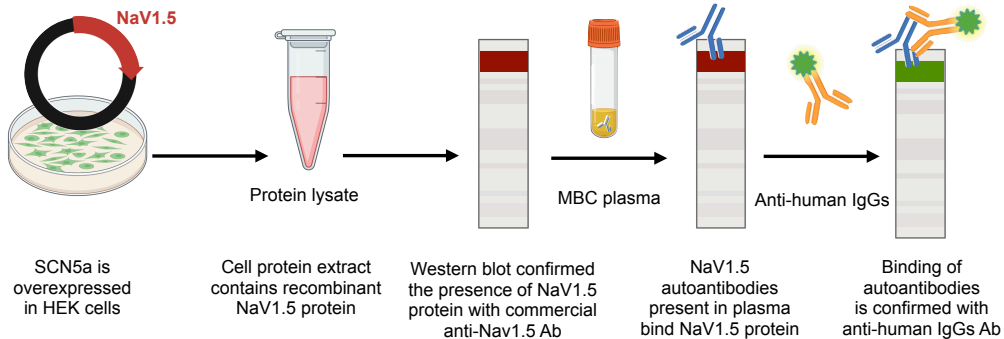 NaV1.5
Protein lysate
MBC plasma
Anti-human IgGs
SCN5a is
overexpressed
in HEK cells
Cell protein extract
contains recombinant
NaV1.5 protein
Western blot confirmed
the presence of NaV1.5
protein with commercial
anti-Nav1.5 Ab
NaV1.5
autoantibodies
present in plasma
bind NaV1.5 protein
Binding of
autoantibodies
is confirmed with
anti-human IgGs Ab